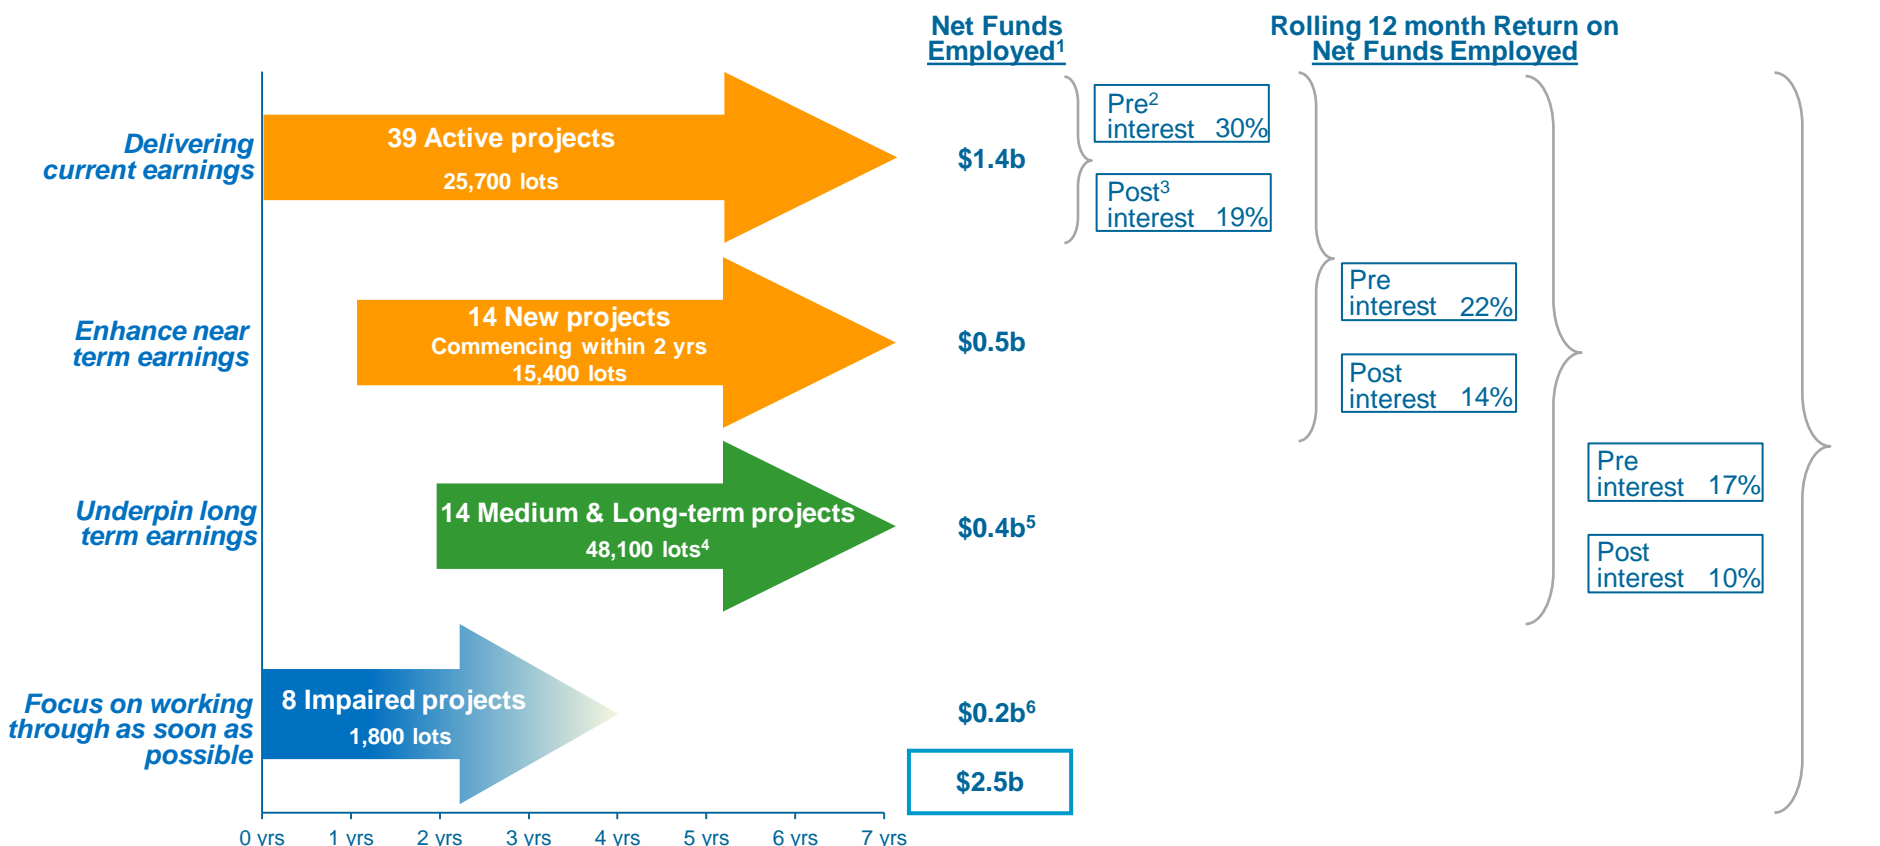 Net Funds
Employed1
Rolling 12 month Return on
Net Funds Employed
Delivering
current earnings
39 Active projects
25,700 lots
$1.4b
Pre2
interest 30%
Post3
interest 19%
Enhance near
term earnings
14 New projects
Commencing within 2 yrs
15,400 lots
$0.5b
Pre
interest 22%
Post
interest 14%
Underpin long
term earnings
14 Medium & Long-term projects
48,100 lots4
$0.4b5
Pre
interest 17%
Post
interest 10%
Focus on working
through as soon as
possible
8 Impaired projects
1,800 lots
$0.2b6
$2.5b
0 yrs 1 yrs 2 yrs 3 yrs 4 yrs 5 yrs 6 yrs 7 yrs